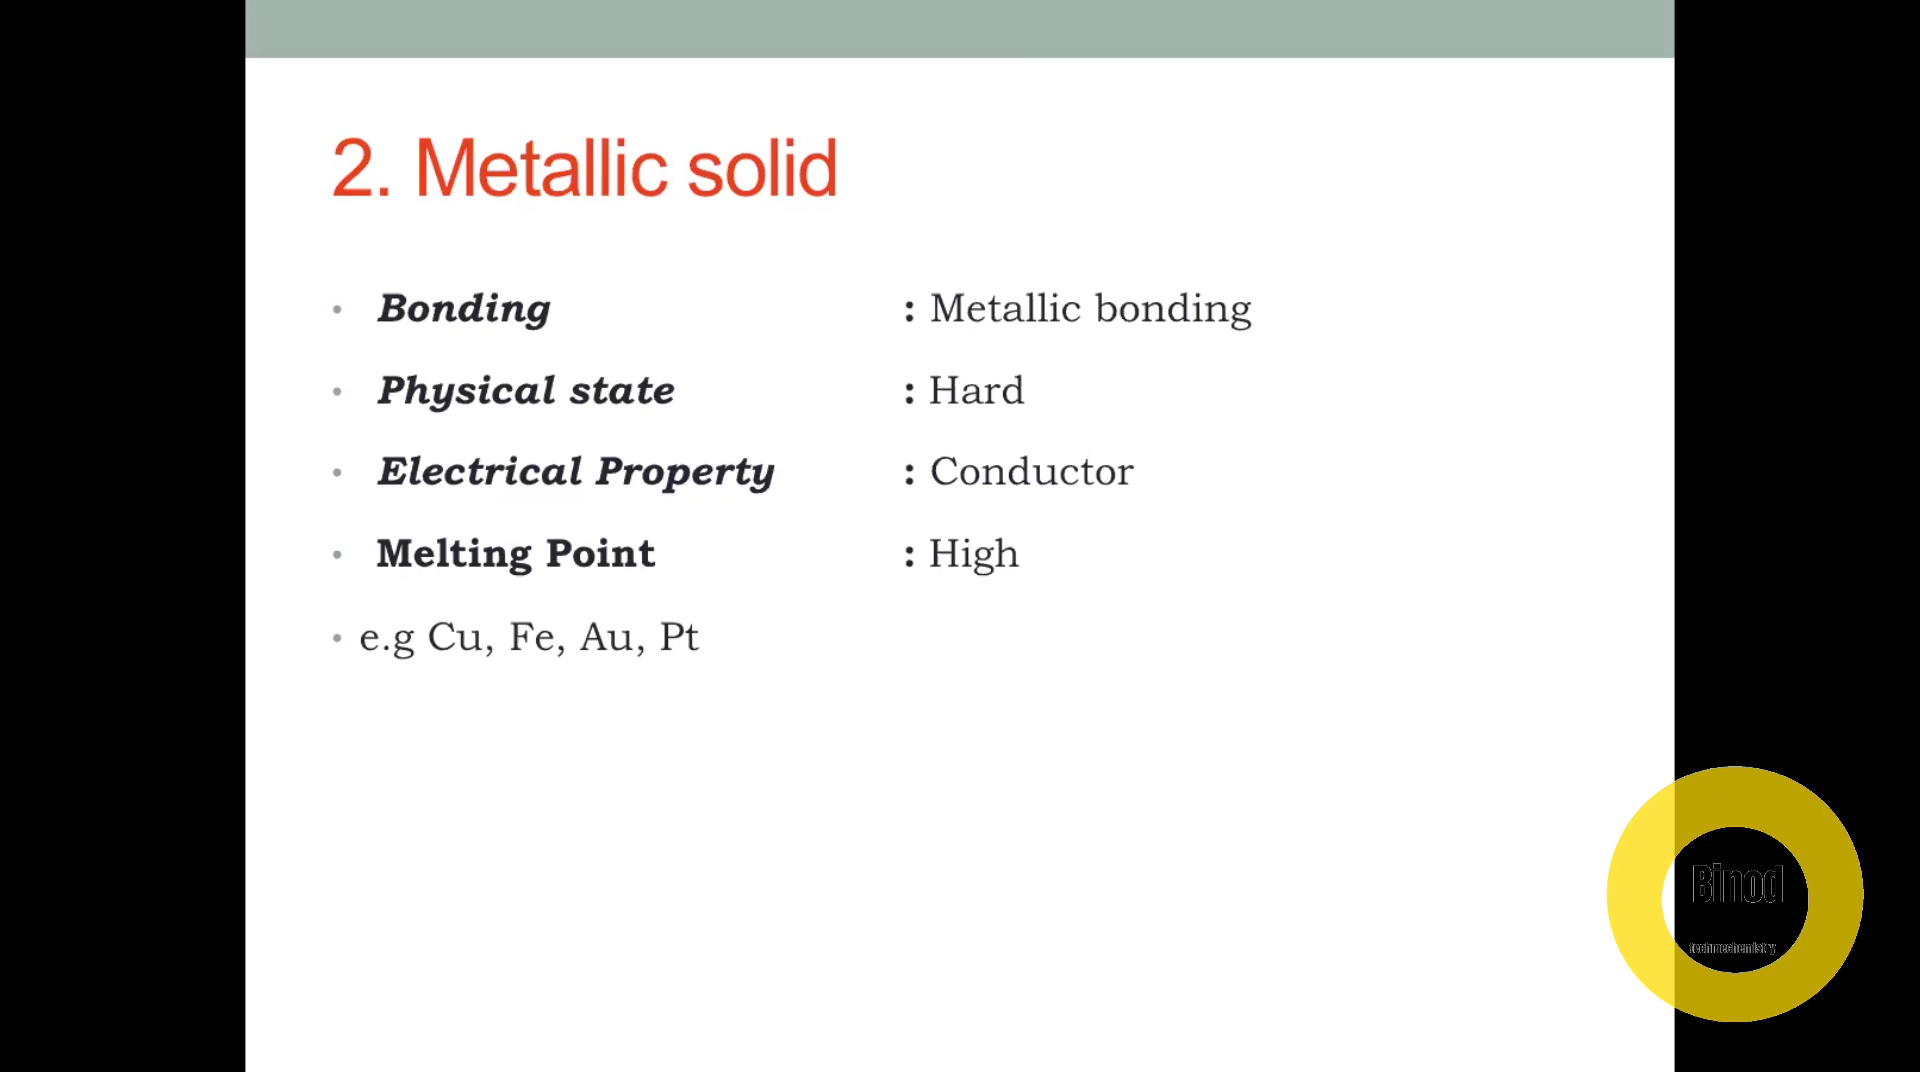 2. Metallic solid
• Bonding : Metallic bonding
• Physical state : Hard
• Electrical Property : Conductor
• Melting Point : High
• e.g Cu, Fe, Au, Pt
Binod
technechemistry